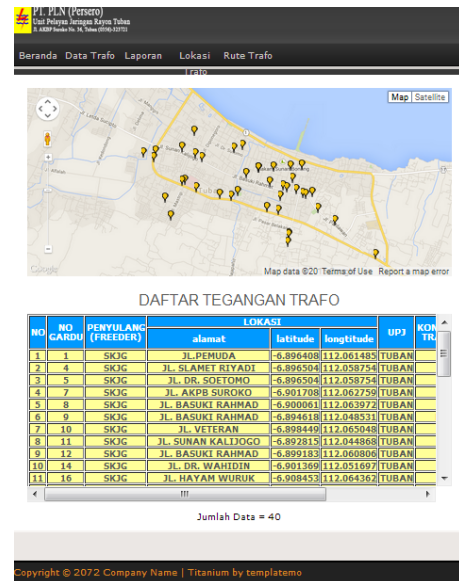 PT. PLN (Persero)
Unit Pelayan Jaringan Rayon Tuban
Beranda Data Trafo Laporan Lokasi Trafo Rute Trafo
Map Satellite
Google
Map data ©20 Terms of Use Report a map error
DAFTAR TEGANGAN TRAFO
NO NO GARDU PENYULANG (FREEDER) LOKASI UPJ
alamat latitude longtitude
1 1 SKJG JL.PEMUDA -6.896408 112.061485 TUBAN
2 4 SKJG JL. SLAMET RIYADI -6.896504 112.058754 TUBAN
3 5 SKJG JL. DR. SOETOMO -6.896504 112.058754 TUBAN
4 7 SKJG JL. AKPB SUROKO -6.901708 112.062759 TUBAN
5 8 SKJG JL. BASUKI RAHMAD -6.900061 112.063972 TUBAN
6 9 SKJG JL. BASUKI RAHMAD -6.894618 112.048531 TUBAN
7 10 SKJG JL. VETERAN -6.898449 112.065048 TUBAN
8 11 SKJG JL. SUNAN KALIJOGO -6.892815 112.044868 TUBAN
9 12 SKJG JL. BASUKI RAHMAD -6.899183 112.060806 TUBAN
10 14 SKJG JL. DR. WAHIDIN -6.901369 112.051697 TUBAN
11 16 SKJG JL. HAYAM WURUK -6.908453 112.064362 TUBAN
Jumlah Data = 40
Copyright © 2072 Company Name | Titanium by templatemo